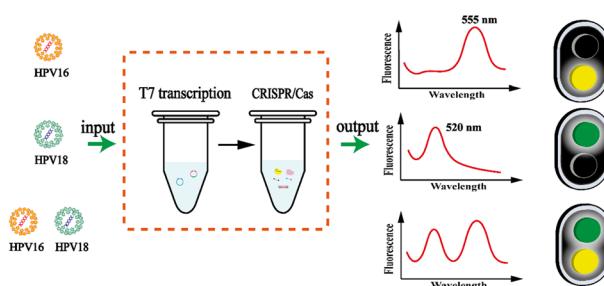 HPV16
HPV18
HPV16 HPV18
input
T7 transcription
CRISPR/Cas
output
555 nm
Fluorescence
Wavelength
520 nm
Fluorescence
Wavelength
Fluorescence
Wavelength